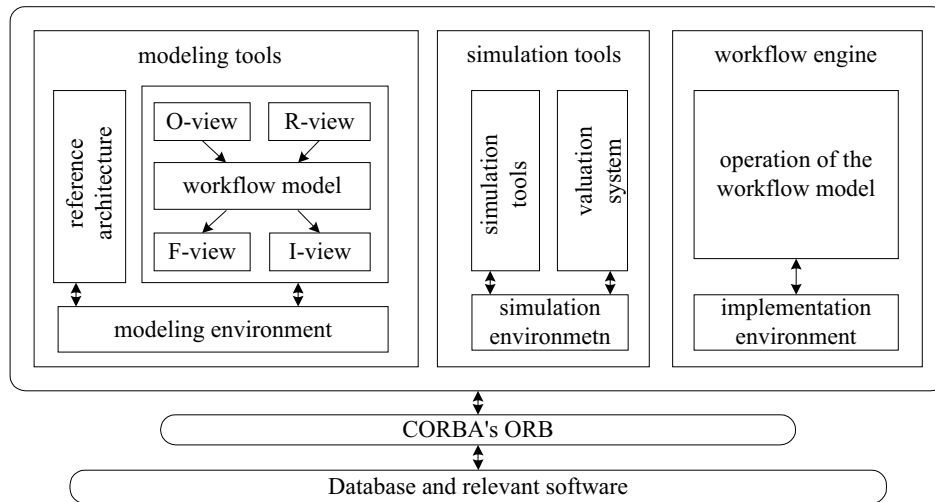 modeling tools
reference
architecture
O-view
R-view
workflow model
F-view
I-view
modeling environment
simulation tools
simulation
tools
valuation
system
simulation
environmetn
workflow engine
operation of the
workflow model
implementation
environment
CORBA's ORB
Database and relevant software